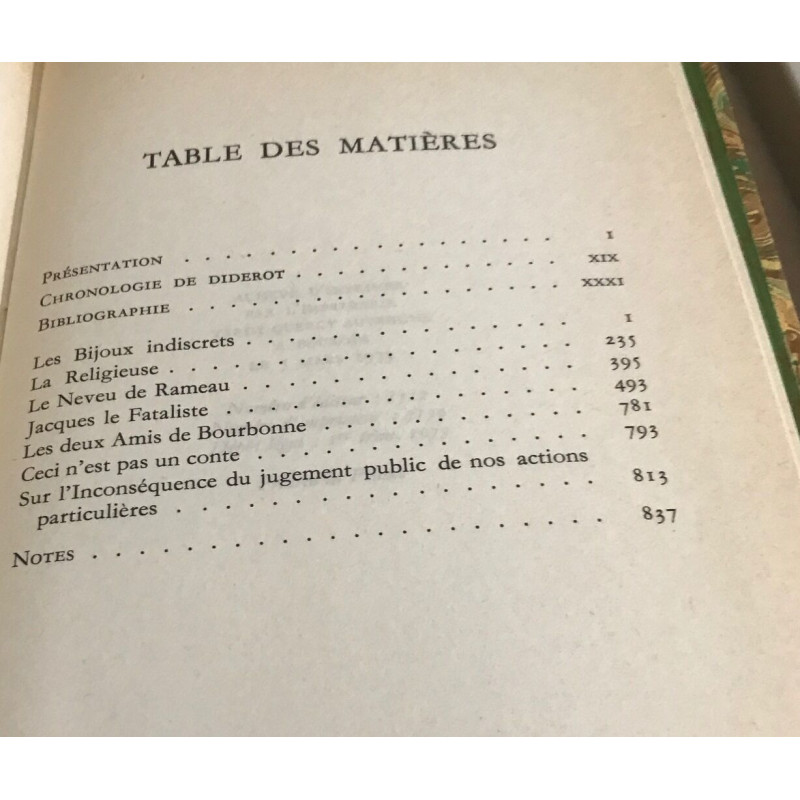 TABLE DES MATIÈRES
PRÉSENTATION . . . . . . . . . . . . . . I
CHRONOLOGIE DE DIDEROT . . . . . . . . . . XIX
BIBLIOGRAPHIE . . . . . . . . . . . . . . XXXI
Les Bijoux indiscrets . . . . . . . . . . . . I
La Religieuse . . . . . . . . . . . . . . . 235
Le Neveu de Rameau . . . . . . . . . . . . 395
Jacques le Fataliste . . . . . . . . . . . . . 493
Les deux Amis de Bourbonne . . . . . . . . . . 781
Ceci n'est pas un conte . . . . . . . . . . . . 793
Sur l'Inconséquence du jugement public de nos actions
particulières . . . . . . . . . . . . . . . 813
NOTES . . . . . . . . . . . . . . . . . . 837